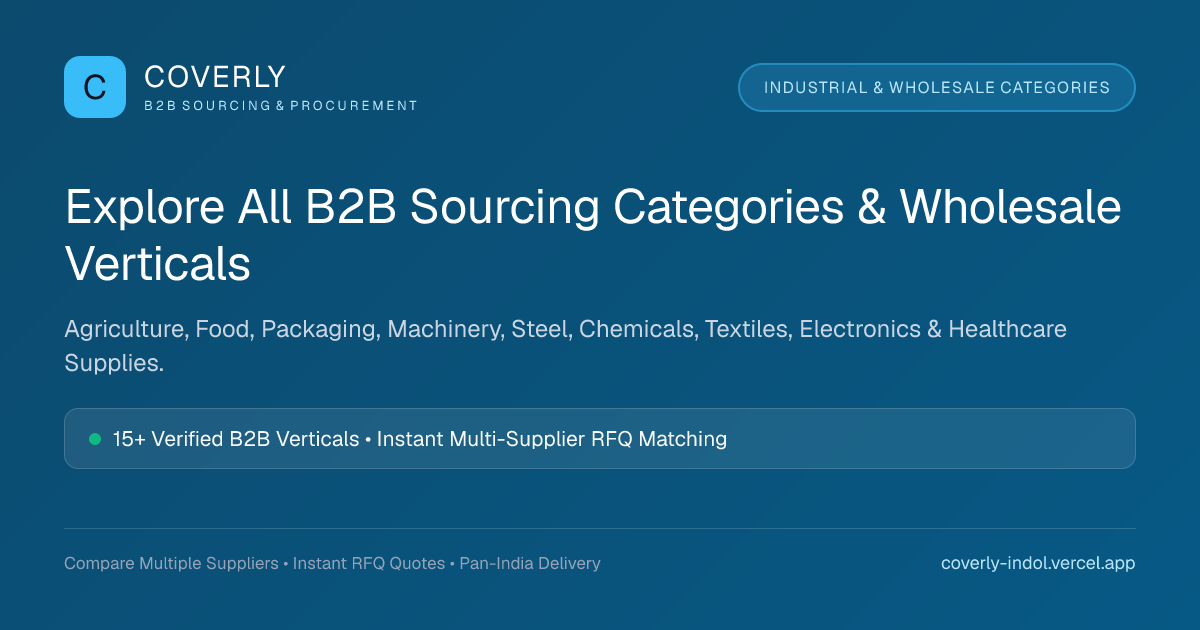 C
COVERLY
B2B SOURCING & PROCUREMENT
INDUSTRIAL & WHOLESALE CATEGORIES
Explore All B2B Sourcing Categories & Wholesale
Verticals
Agriculture, Food, Packaging, Machinery, Steel, Chemicals, Textiles, Electronics & Healthcare
Supplies.
15+ Verified B2B Verticals • Instant Multi-Supplier RFQ Matching
Compare Multiple Suppliers • Instant RFQ Quotes • Pan-India Delivery
coverly-indol.vercel.app